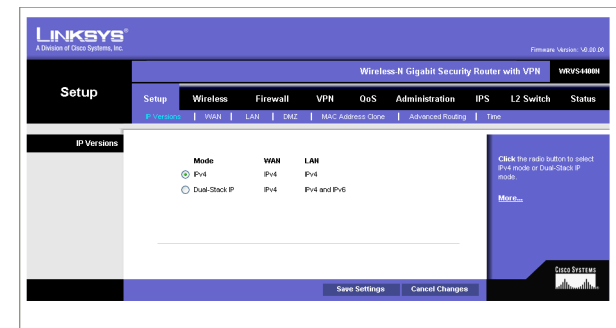 LINKSYS®
A Division of Cisco Systems, Inc.
Firmware Version: V0.00.06
Wireless-N Gigabit Security Router with VPN WRVS4400N
Setup
Setup Wireless Firewall VPN QoS Administration IPS L2 Switch Status
IP Versions | WAN | LAN | DMZ | MAC Address Clone | Advanced Routing | Time
IP Versions
Mode WAN LAN
IPv4 IPv4 IPv4
Dual-Stack IP IPv4 IPv4 and IPv6
Click the radio button to select
IPv4 mode or Dual-Stack IP
mode.
More...
CISCO SYSTEMS
Save Settings Cancel Changes